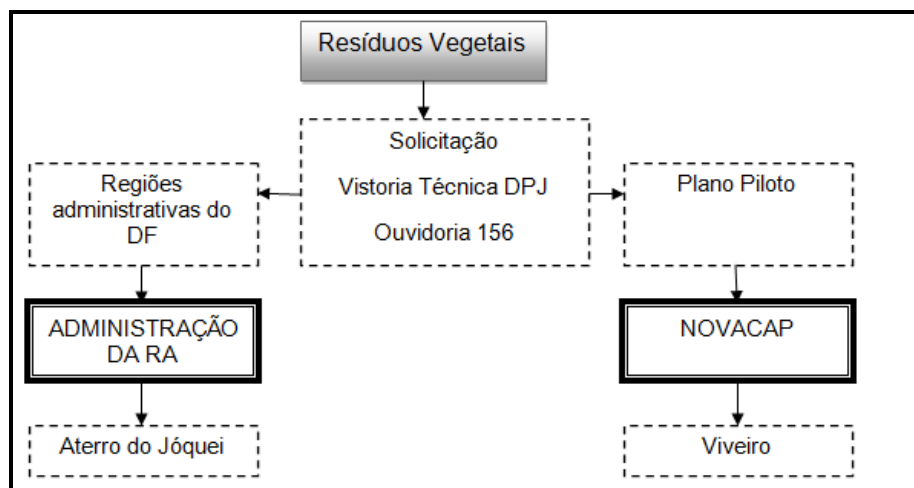 Resíduos Vegetais
Solicitação
Vistoria Técnica DPJ
Ouvidoria 156
Regiões
administrativas do
DF
Plano Piloto
ADMINISTRAÇÃO
DA RA
NOVACAP
Aterro do Jóquei
Viveiro